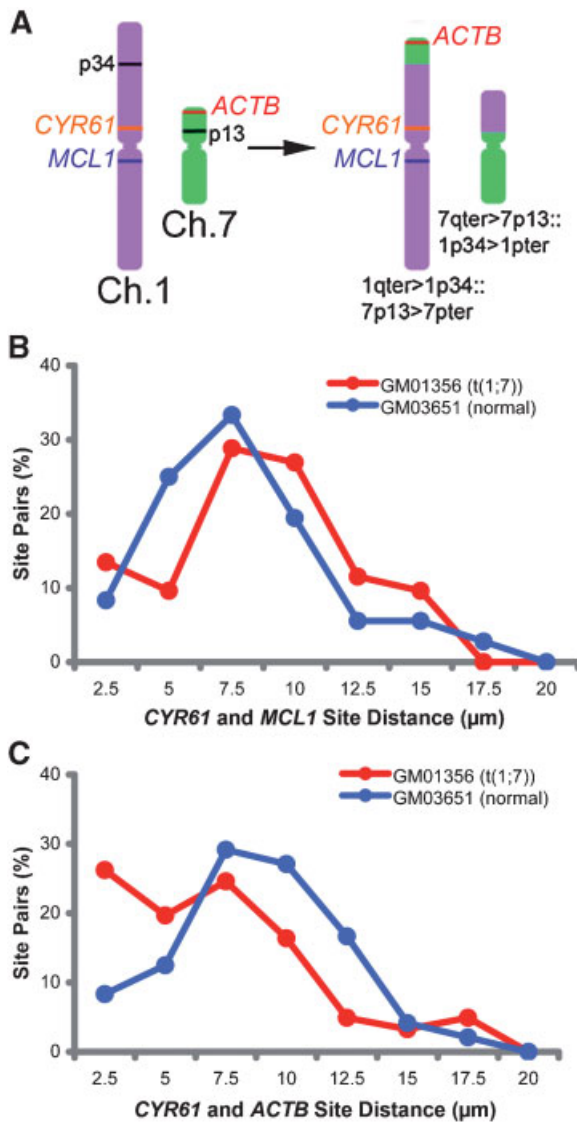 A
p34
CYR61
MCL1
ACTB
p13
Ch.1
Ch.7
ACTB
CYR61
MCL1
7qter>7p13::
1p34>1pter
1qter>1p34::
7p13>7pter
B
GM01356 (t(1;7))
GM03651 (normal)
Site Pairs (%)
40
30
20
10
0
2.5 5 7.5 10 12.5 15 17.5 20
CYR61 and MCL1 Site Distance (µm)
C
GM01356 (t(1;7))
GM03651 (normal)
Site Pairs (%)
40
30
20
10
0
2.5 5 7.5 10 12.5 15 17.5 20
CYR61 and ACTB Site Distance (µm)